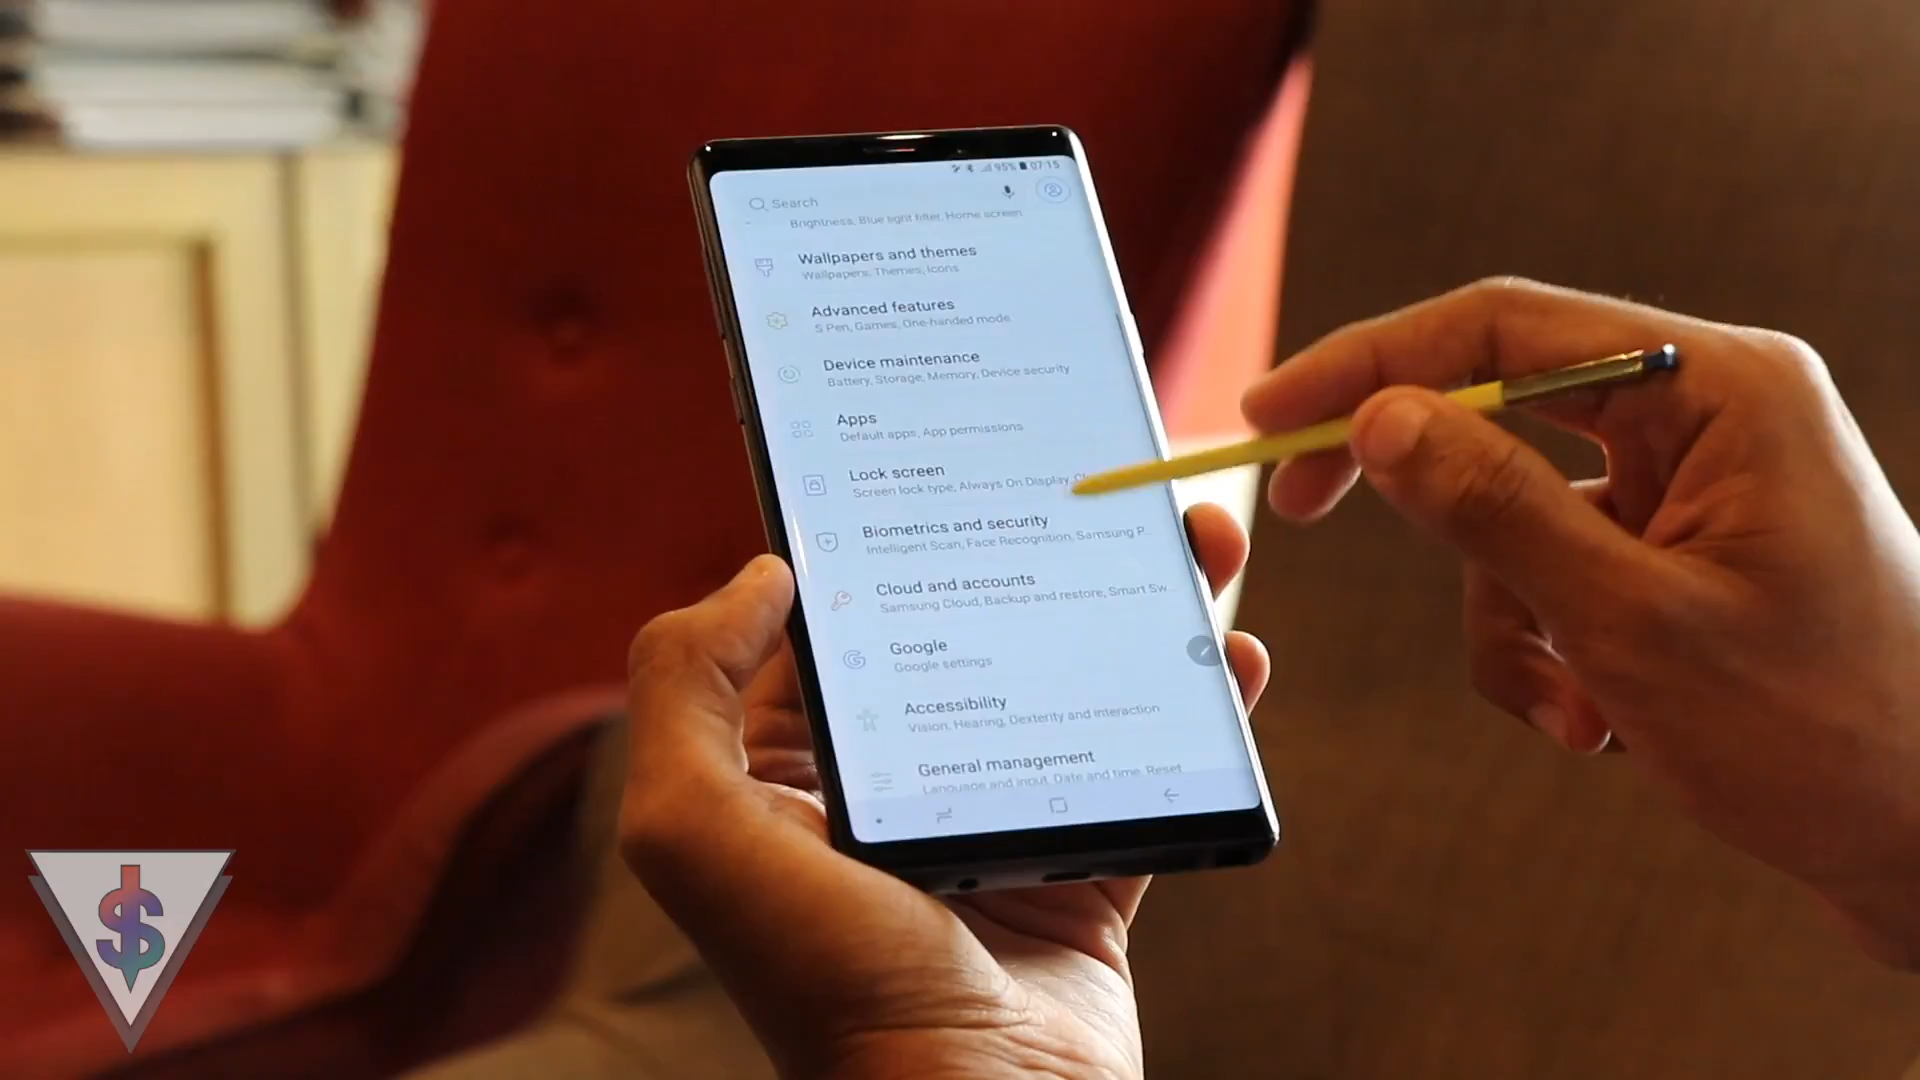 95% 07:15
Search
Brightness, Blue light filter, Home screen
Wallpapers and themes
Wallpapers, Themes, Icons
Advanced features
S Pen, Games, One-handed mode
Device maintenance
Battery, Storage, Memory, Device security
Apps
Default apps, App permissions
Lock screen
Screen lock type, Always On Display, Cl
Biometrics and security
Intelligent Scan, Face Recognition, Samsung P...
Cloud and accounts
Samsung Cloud, Backup and restore, Smart Sw...
Google
Google settings
Accessibility
Vision, Hearing, Dexterity and interaction
General management
Language and input, Date and time, Reset
$